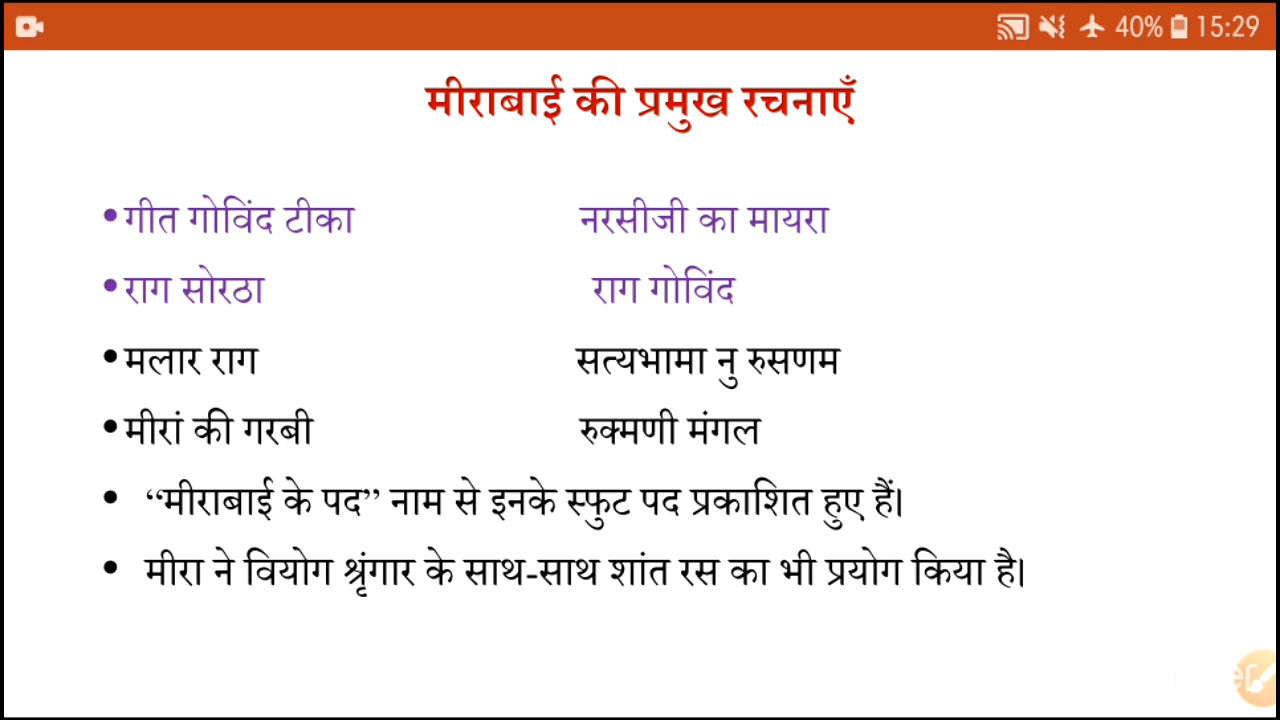 40% 15:29
मीराबाई की प्रमुख रचनाएँ
•गीत गोविंद टीका नरसीजी का मायरा
•राग सोरठा राग गोविंद
•मलार राग सत्यभामा नु रुसणम
•मीरां की गरबी रुक्मणी मंगल
• “मीराबाई के पद” नाम से इनके स्फुट पद प्रकाशित हुए हैं।
• मीरा ने वियोग श्रृंगार के साथ-साथ शांत रस का भी प्रयोग किया है।